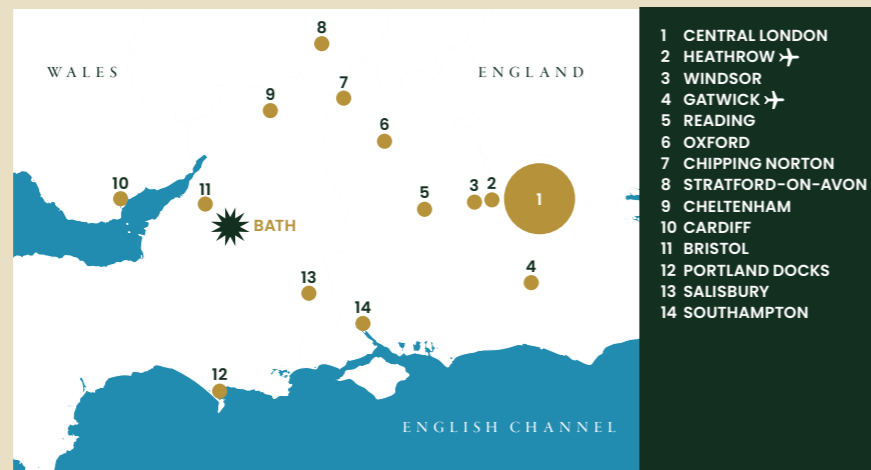 8
WALES
ENGLAND
7
9
6
10
11
5
3
2
1
BATH
4
13
14
12
ENGLISH CHANNEL
1 CENTRAL LONDON
2 HEATHROW
3 WINDSOR
4 GATWICK
5 READING
6 OXFORD
7 CHIPPING NORTON
8 STRATFORD-ON-AVON
9 CHELTENHAM
10 CARDIFF
11 BRISTOL
12 PORTLAND DOCKS
13 SALISBURY
14 SOUTHAMPTON